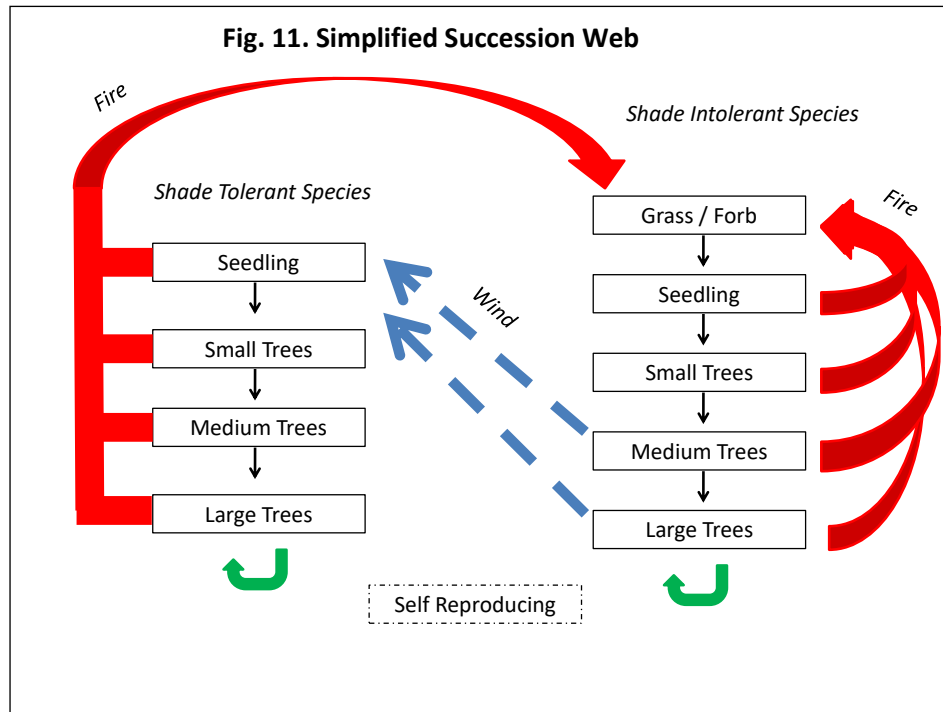 Fig. 11. Simplified Succession Web
Fire
Shade Intolerant Species
Shade Tolerant Species
Fire
Grass / Forb
Seedling
Seedling
Wind
Small Trees
Small Trees
Medium Trees
Medium Trees
Large Trees
Large Trees
Self Reproducing